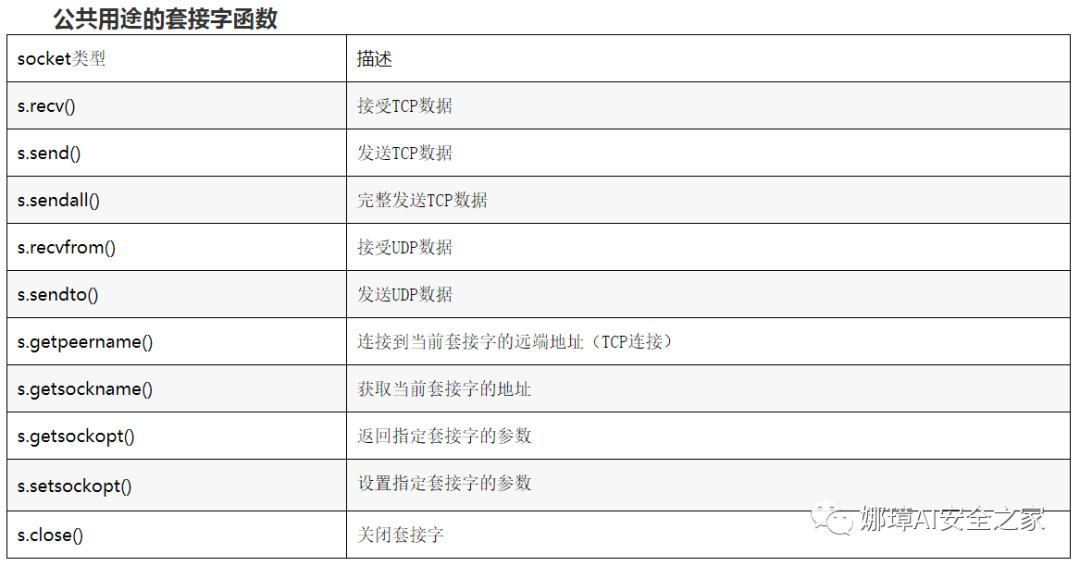 公共用途的套接字函数
socket类型 描述
s.recv() 接受TCP数据
s.send() 发送TCP数据
s.sendall() 完整发送TCP数据
s.recvfrom() 接受UDP数据
s.sendto() 发送UDP数据
s.getpeername() 连接到当前套接字的远端地址（TCP连接）
s.getsockname() 获取当前套接字的地址
s.getsockopt() 返回指定套接字的参数
s.setsockopt() 设置指定套接字的参数
s.close() 关闭套接字
娜璋AI安全之家